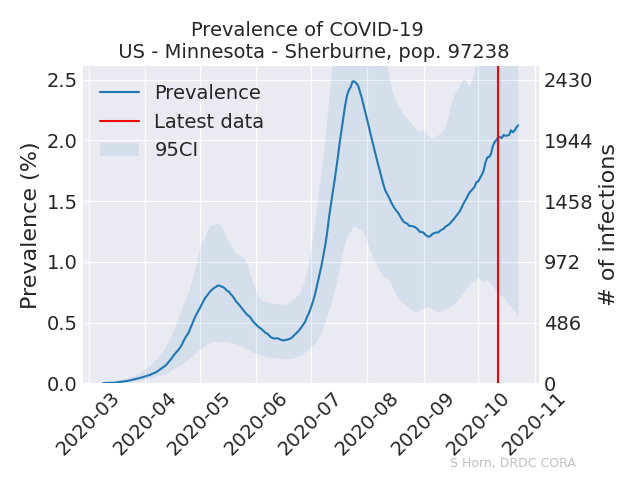 Prevalence of COVID-19
US - Minnesota - Sherburne, pop. 97238
Prevalence
Latest data
95CI
Prevalence (%)
2.5
2.0
1.5
1.0
0.5
0.0
2430
1944
1458
972
486
0
# of infections
2020-03
2020-04
2020-05
2020-06
2020-07
2020-08
2020-09
2020-10
2020-11
S Horn, DRDC CORA